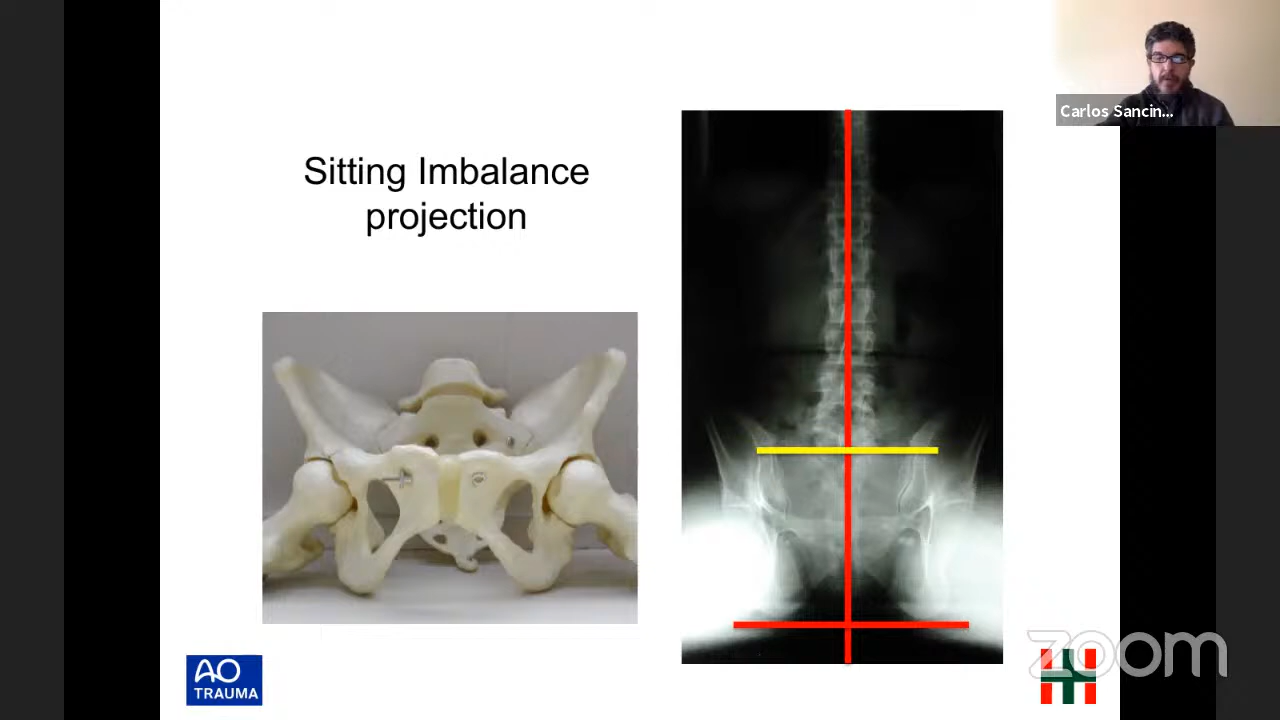 Sitting Imbalance
projection
Carlos Sancin...
AO
TRAUMA
zoom